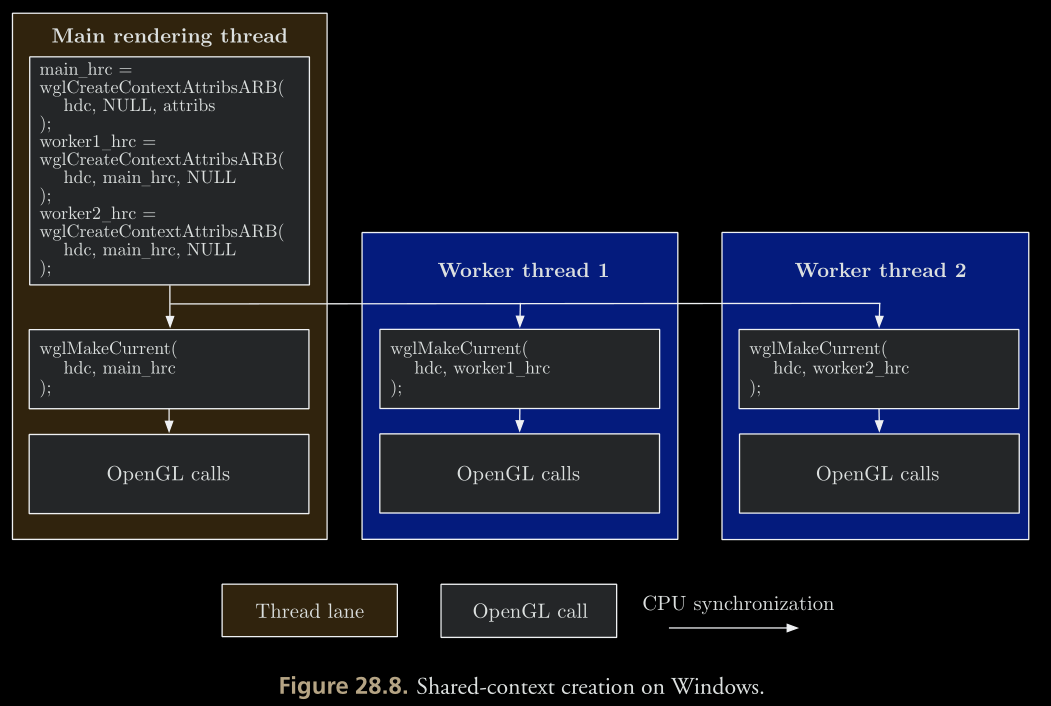 Main rendering thread
main_hrc =
wglCreateContextAttribsARB(
hdc, NULL, attribs
);
worker1_hrc =
wglCreateContextAttribsARB(
hdc, main_hrc, NULL
);
worker2_hrc =
wglCreateContextAttribsARB(
hdc, main_hrc, NULL
);
wglMakeCurrent(
hdc, main_hrc
);
OpenGL calls
Worker thread 1
wglMakeCurrent(
hdc, worker1_hrc
);
OpenGL calls
Worker thread 2
wglMakeCurrent(
hdc, worker2_hrc
);
OpenGL calls
Thread lane
OpenGL call
CPU synchronization
Figure 28.8. Shared-context creation on Windows.